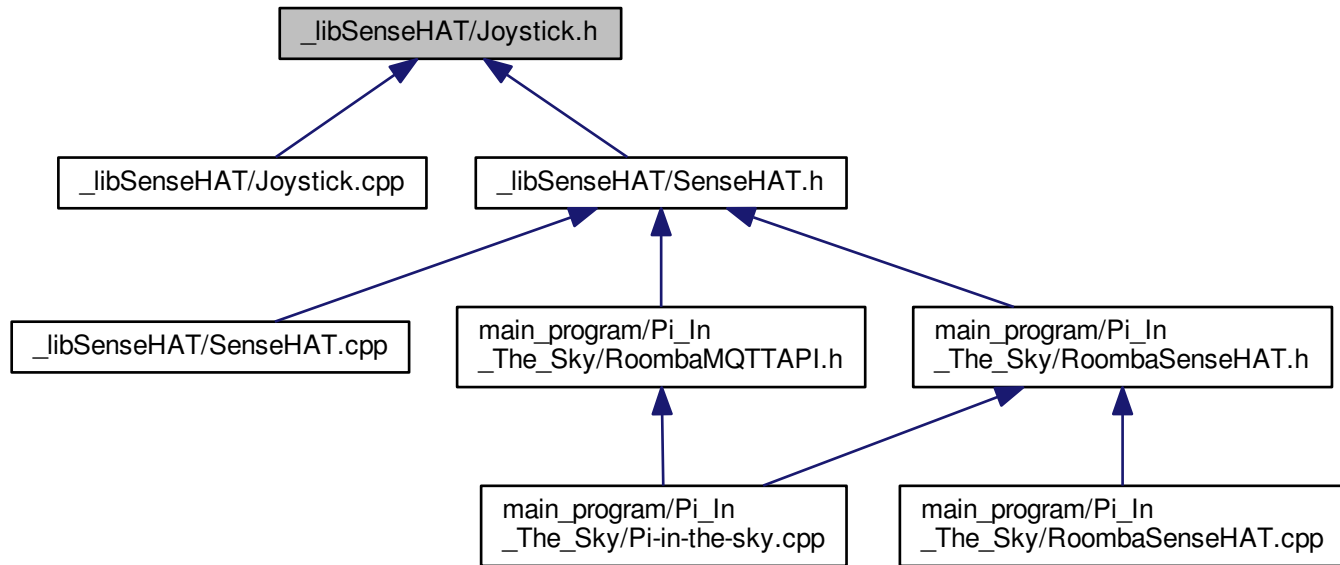 _libSenseHAT/Joystick.h
_libSenseHAT/Joystick.cpp
_libSenseHAT/SenseHAT.h
_libSenseHAT/SenseHAT.cpp
main_program/Pi_In
_The_Sky/RoombaMQTTAPI.h
main_program/Pi_In
_The_Sky/RoombaSenseHAT.h
main_program/Pi_In
_The_Sky/Pi-in-the-sky.cpp
main_program/Pi_In
_The_Sky/RoombaSenseHAT.cpp